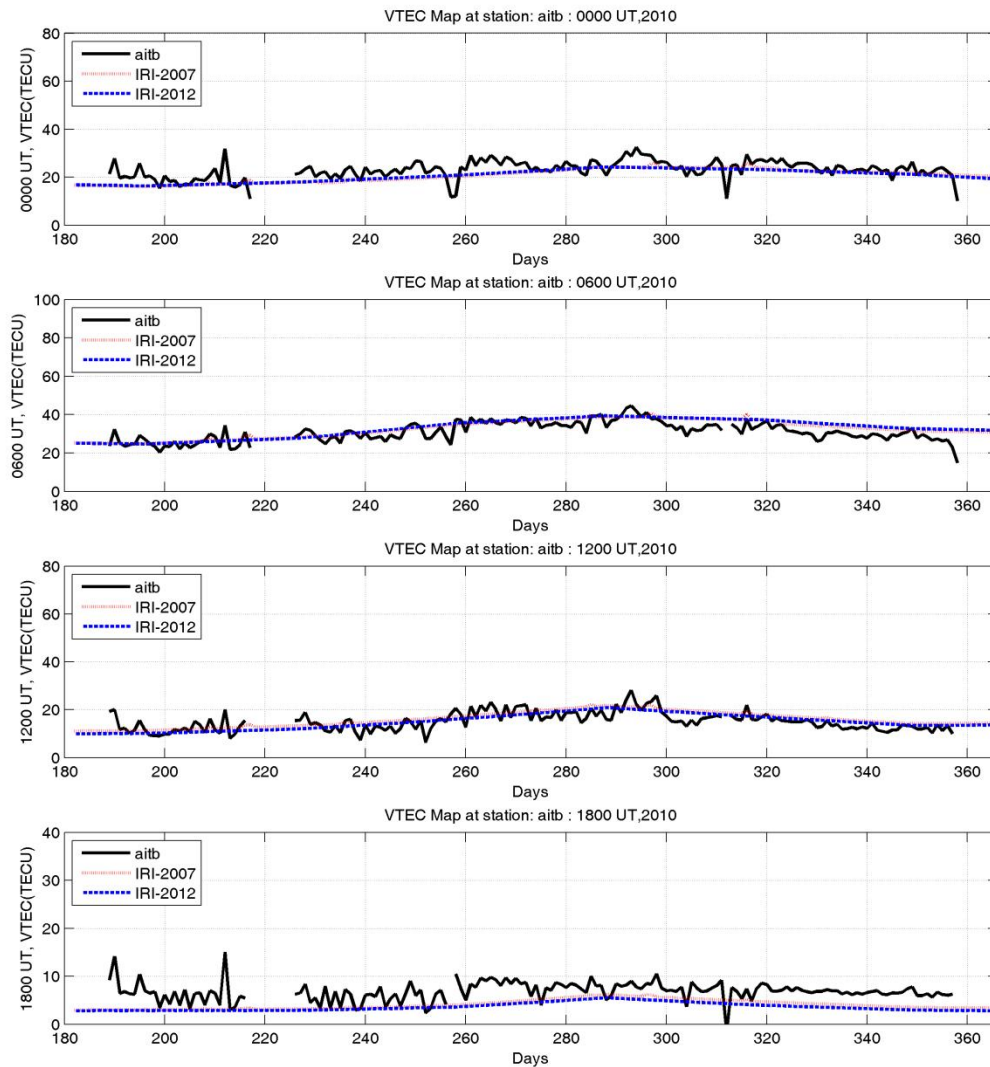 VTEC Map at station: aitb : 0000 UT,2010
0000 UT, VTEC(TECU)
80
60
40
20
0
aitb
IRI-2007
IRI-2012
180 200 220 240 260 280 300 320 340 360
Days
VTEC Map at station: aitb : 0600 UT,2010
0600 UT, VTEC(TECU)
100
80
60
40
20
0
aitb
IRI-2007
IRI-2012
180 200 220 240 260 280 300 320 340 360
Days
VTEC Map at station: aitb : 1200 UT,2010
1200 UT, VTEC(TECU)
80
60
40
20
0
aitb
IRI-2007
IRI-2012
180 200 220 240 260 280 300 320 340 360
Days
VTEC Map at station: aitb : 1800 UT,2010
1800 UT, VTEC(TECU)
40
30
20
10
0
aitb
IRI-2007
IRI-2012
180 200 220 240 260 280 300 320 340 360
Days